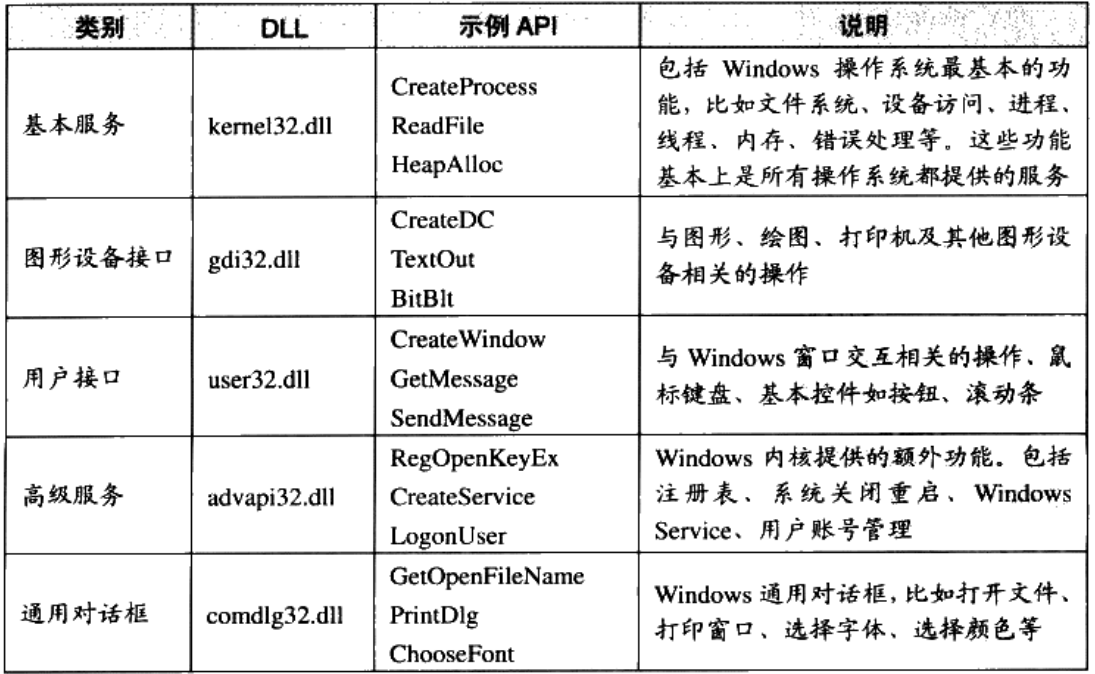 类别 DLL 示例 API 说明
基本服务 kernel32.dll
CreateProcess
ReadFile
HeapAlloc
包括 Windows 操作系统最基本的功
能，比如文件系统、设备访问、进程、
线程、内存、错误处理等。这些功能
基本上是所有操作系统都提供的服务
图形设备接口 gdi32.dll
CreateDC
TextOut
BitBlt
与图形、绘图、打印机及其他图形设
备相关的操作
用户接口 user32.dll
CreateWindow
GetMessage
SendMessage
与 Windows 窗口交互相关的操作、鼠
标键盘、基本控件如按钮、滚动条
高级服务 advapi32.dll
RegOpenKeyEx
CreateService
LogonUser
Windows 内核提供的额外功能。包括
注册表、系统关闭重启、Windows
Service、用户账号管理
通用对话框 comdlg32.dll
GetOpenFileName
PrintDlg
ChooseFont
Windows 通用对话框，比如打开文件、
打印窗口、选择字体、选择颜色等